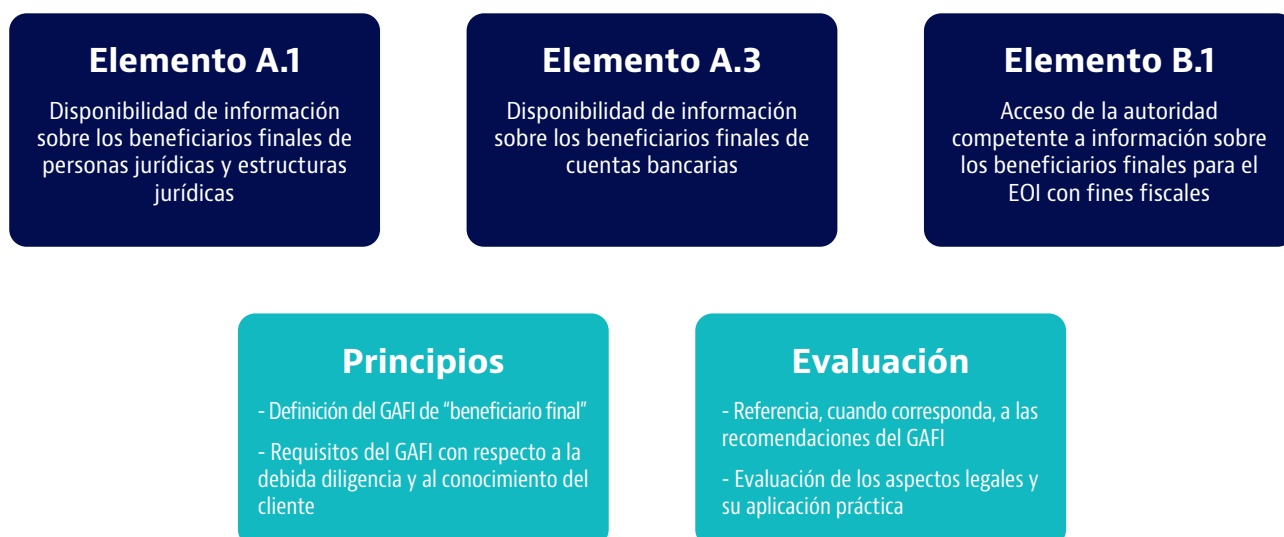 Elemento A.1
Disponibilidad de información
sobre los beneficiarios finales de
personas jurídicas y estructuras
jurídicas
Elemento A.3
Disponibilidad de información
sobre los beneficiarios finales de
cuentas bancarias
Elemento B.1
Acceso de la autoridad
competente a información sobre
los beneficiarios finales para el
EOI con fines fiscales
Principios
- Definición del GAFI de “beneficiario final”
- Requisitos del GAFI con respecto a la
debida diligencia y al conocimiento del
cliente
Evaluación
- Referencia, cuando corresponda, a las
recomendaciones del GAFI
- Evaluación de los aspectos legales y
su aplicación práctica